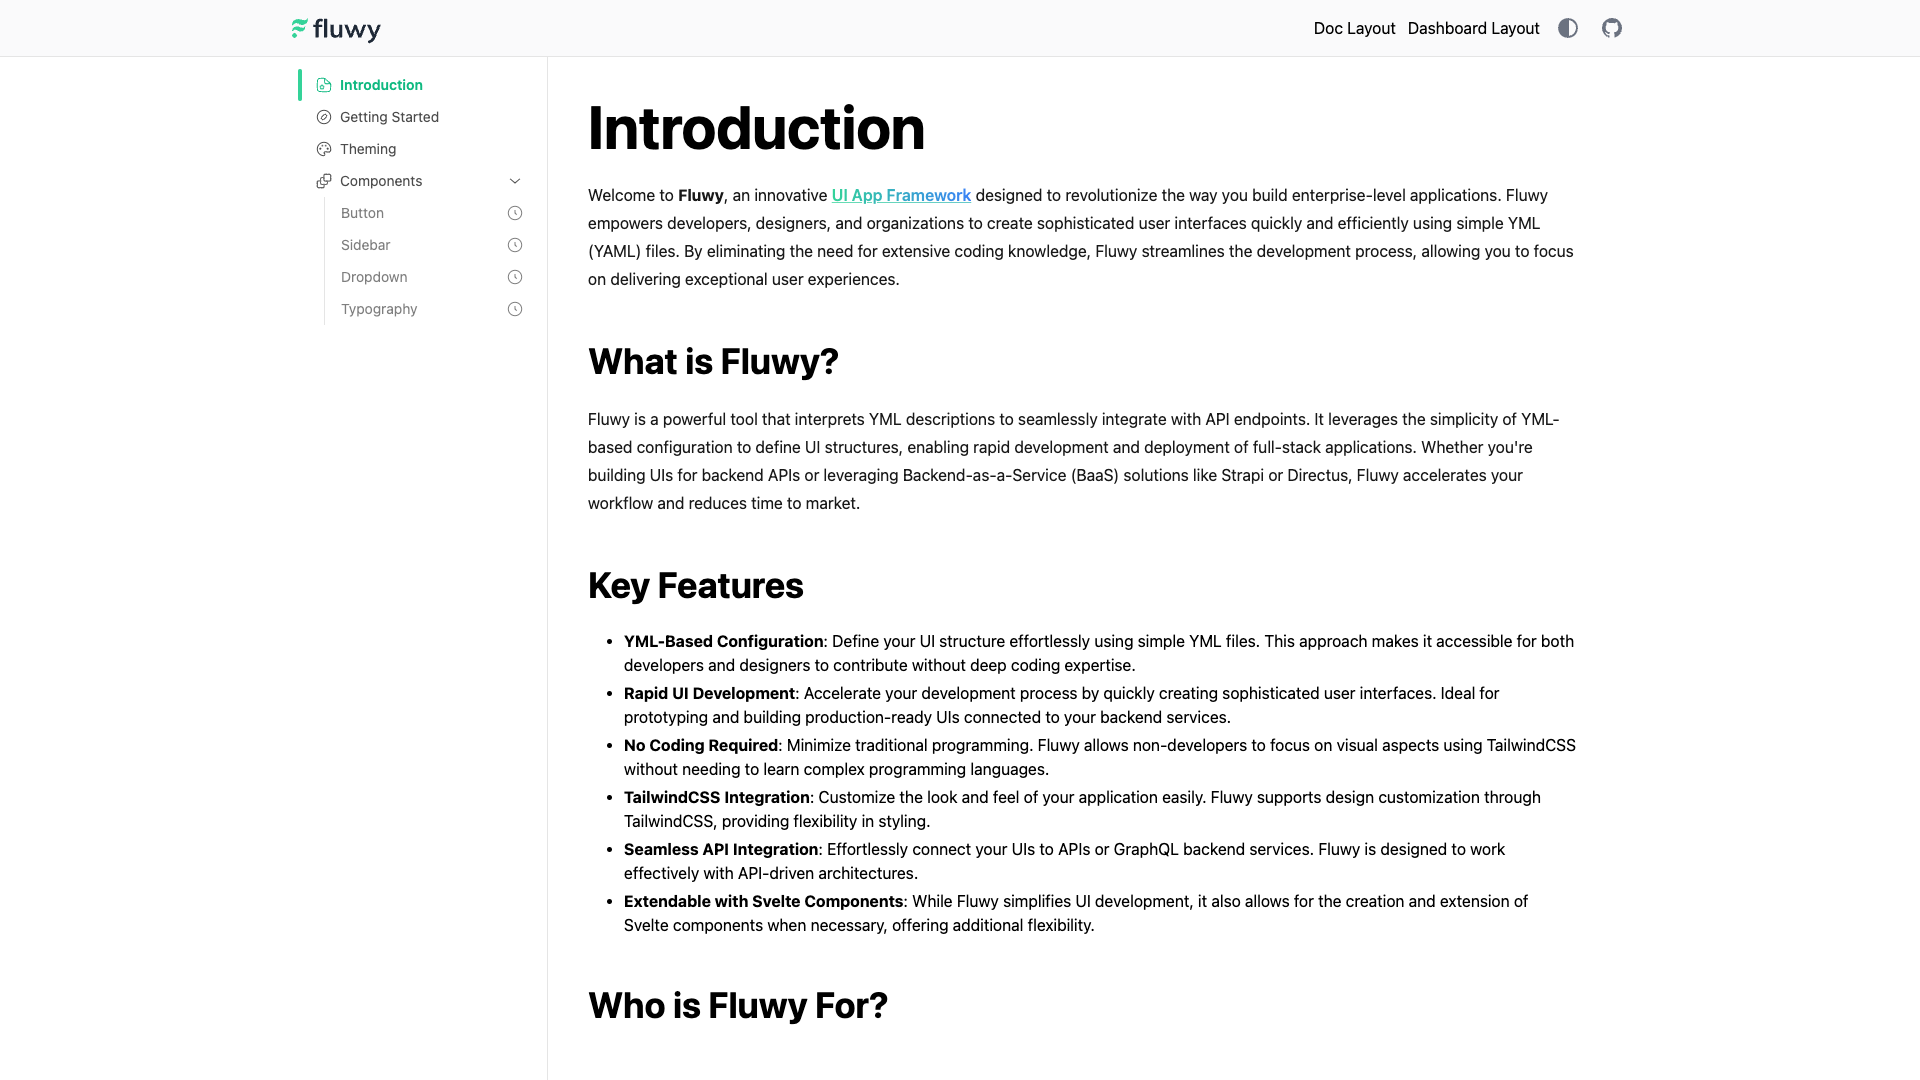 fluwy
Doc Layout
Dashboard Layout
Introduction
Getting Started
Theming
Components
Button
Sidebar
Dropdown
Typography
Introduction
Welcome to Fluwy, an innovative UI App Framework designed to revolutionize the way you build enterprise-level applications. Fluwy
empowers developers, designers, and organizations to create sophisticated user interfaces quickly and efficiently using simple YML
(YAML) files. By eliminating the need for extensive coding knowledge, Fluwy streamlines the development process, allowing you to focus
on delivering exceptional user experiences.
What is Fluwy?
Fluwy is a powerful tool that interprets YML descriptions to seamlessly integrate with API endpoints. It leverages the simplicity of YML-
based configuration to define UI structures, enabling rapid development and deployment of full-stack applications. Whether you're
building UIs for backend APIs or leveraging Backend-as-a-Service (BaaS) solutions like Strapi or Directus, Fluwy accelerates your
workflow and reduces time to market.
Key Features
• YML-Based Configuration: Define your UI structure effortlessly using simple YML files. This approach makes it accessible for both
developers and designers to contribute without deep coding expertise.
• Rapid UI Development: Accelerate your development process by quickly creating sophisticated user interfaces. Ideal for
prototyping and building production-ready UIs connected to your backend services.
• No Coding Required: Minimize traditional programming. Fluwy allows non-developers to focus on visual aspects using TailwindCSS
without needing to learn complex programming languages.
• TailwindCSS Integration: Customize the look and feel of your application easily. Fluwy supports design customization through
TailwindCSS, providing flexibility in styling.
• Seamless API Integration: Effortlessly connect your UIs to APIs or GraphQL backend services. Fluwy is designed to work
effectively with API-driven architectures.
• Extendable with Svelte Components: While Fluwy simplifies UI development, it also allows for the creation and extension of
Svelte components when necessary, offering additional flexibility.
Who is Fluwy For?